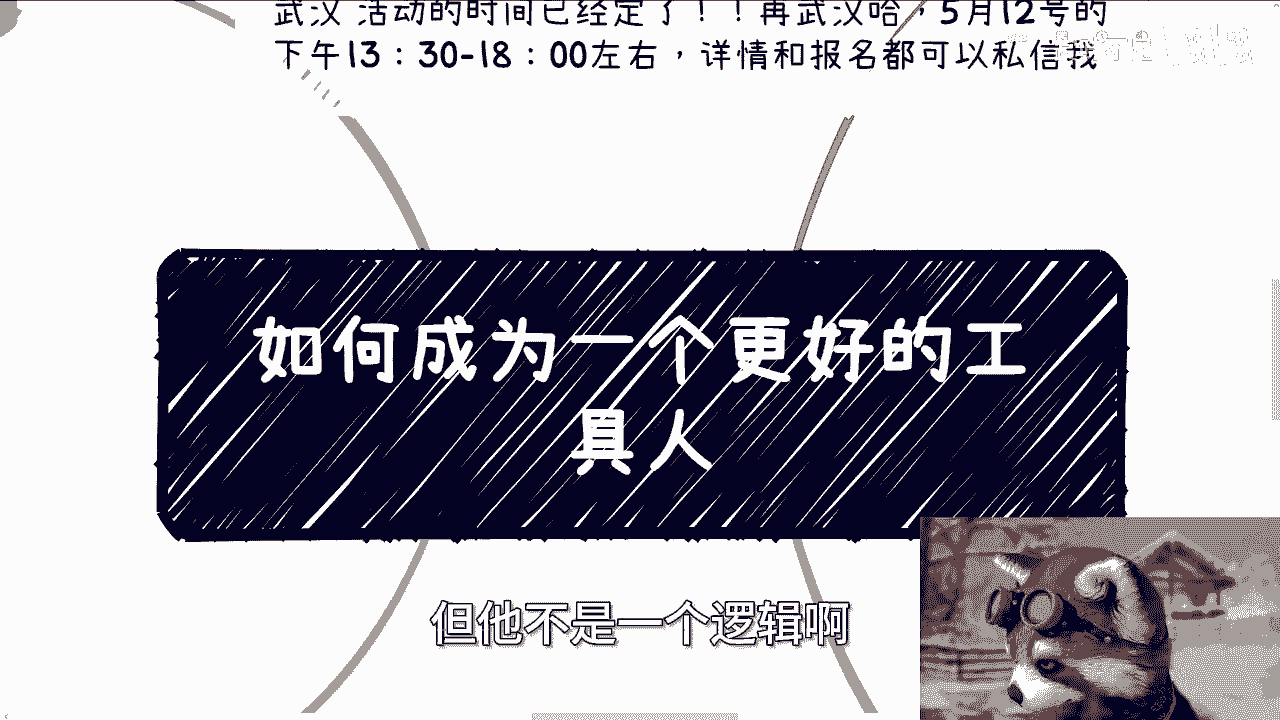 武汉 活动的时间已经定了！！再武汉哈，5月12号的
下午13：30-18：00左右，详情和报名都可以私信我
如何成为一个更好的工
具人
但他不是一个逻辑啊